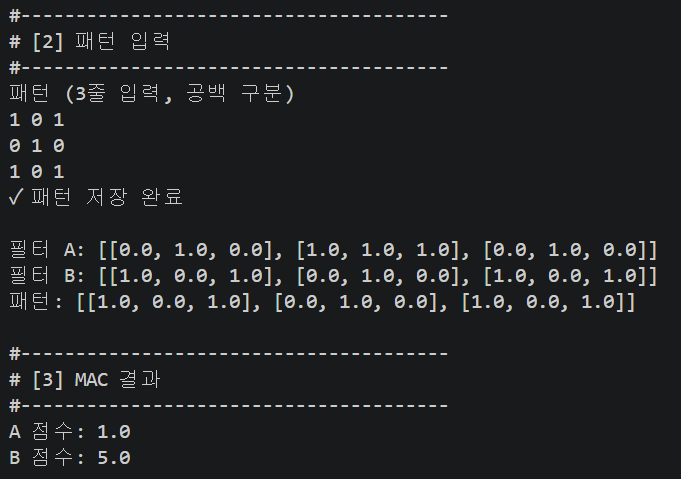 #---------------------------------------
# [2] 패턴 입력
#---------------------------------------
패턴 (3줄 입력, 공백 구분)
1 0 1
0 1 0
1 0 1
✓ 패턴 저장 완료
필터 A: [[0.0, 1.0, 0.0], [1.0, 1.0, 1.0], [0.0, 1.0, 0.0]]
필터 B: [[1.0, 0.0, 1.0], [0.0, 1.0, 0.0], [1.0, 0.0, 1.0]]
패턴: [[1.0, 0.0, 1.0], [0.0, 1.0, 0.0], [1.0, 0.0, 1.0]]
#---------------------------------------
# [3] MAC 결과
#---------------------------------------
A 점수: 1.0
B 점수: 5.0